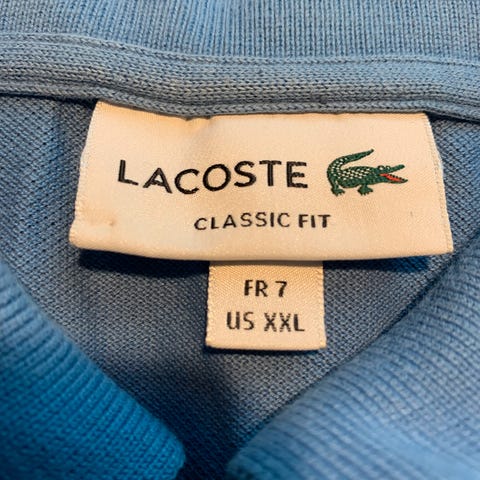 LACOSTE
CLASSIC FIT
FR 7
US XXL